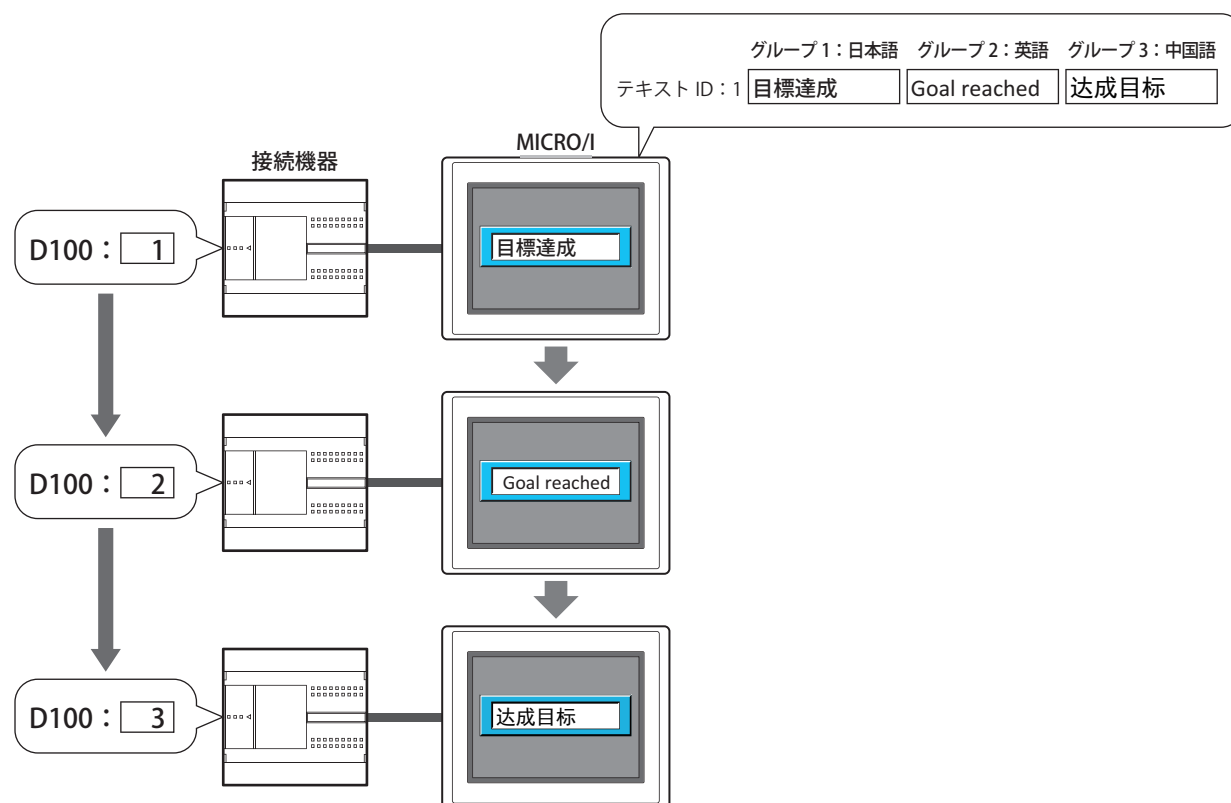 グループ1：日本語 グループ2：英語 グループ3：中国語
テキスト ID：1 目標達成 Goal reached 达成目标
MICRO/I
接続機器
D100： 1
目標達成
D100： 2
Goal reached
D100： 3
达成目标